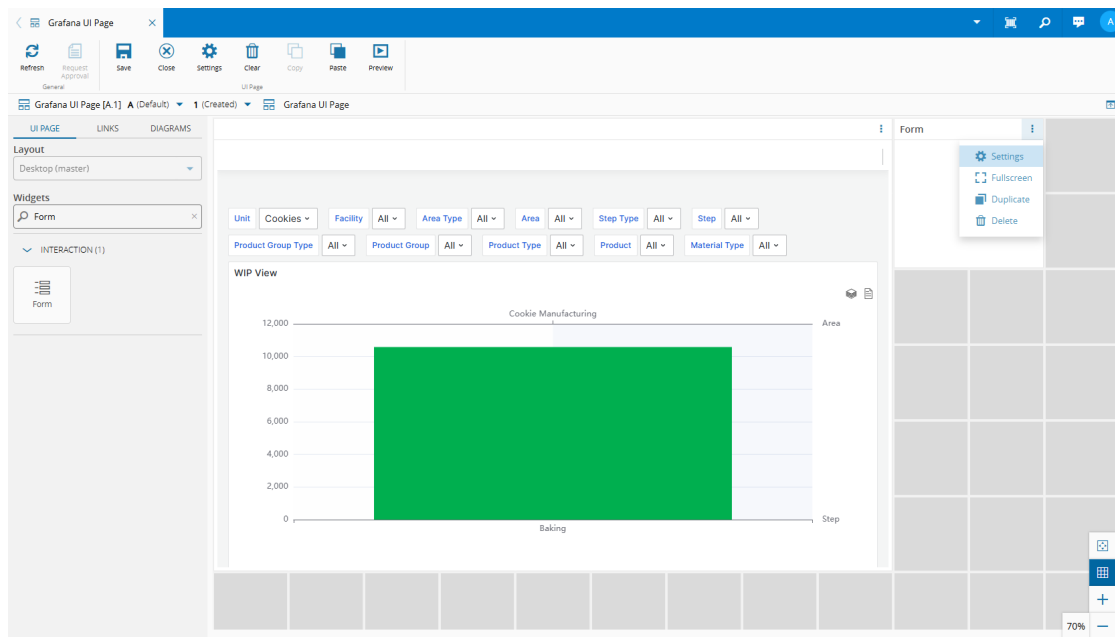 Grafana UI Page
A
Refresh Request Approval Save Close Settings Clear Copy Paste Preview
General UI Page
Grafana UI Page [A.1] A (Default) 1 (Created) Grafana UI Page
UI PAGE LINKS DIAGRAMS
Layout
Desktop (master)
Widgets
Form
INTERACTION (1)
Form
Form
Settings
Fullscreen
Duplicate
Delete
Unit Cookies Facility All Area Type All Area All Step Type All Step All
Product Group Type All Product Group All Product Type All Product All Material Type All
WIP View
Cookie Manufacturing
12,000 Area
10,000
8,000
6,000
4,000
2,000
0 Step
Baking
70%